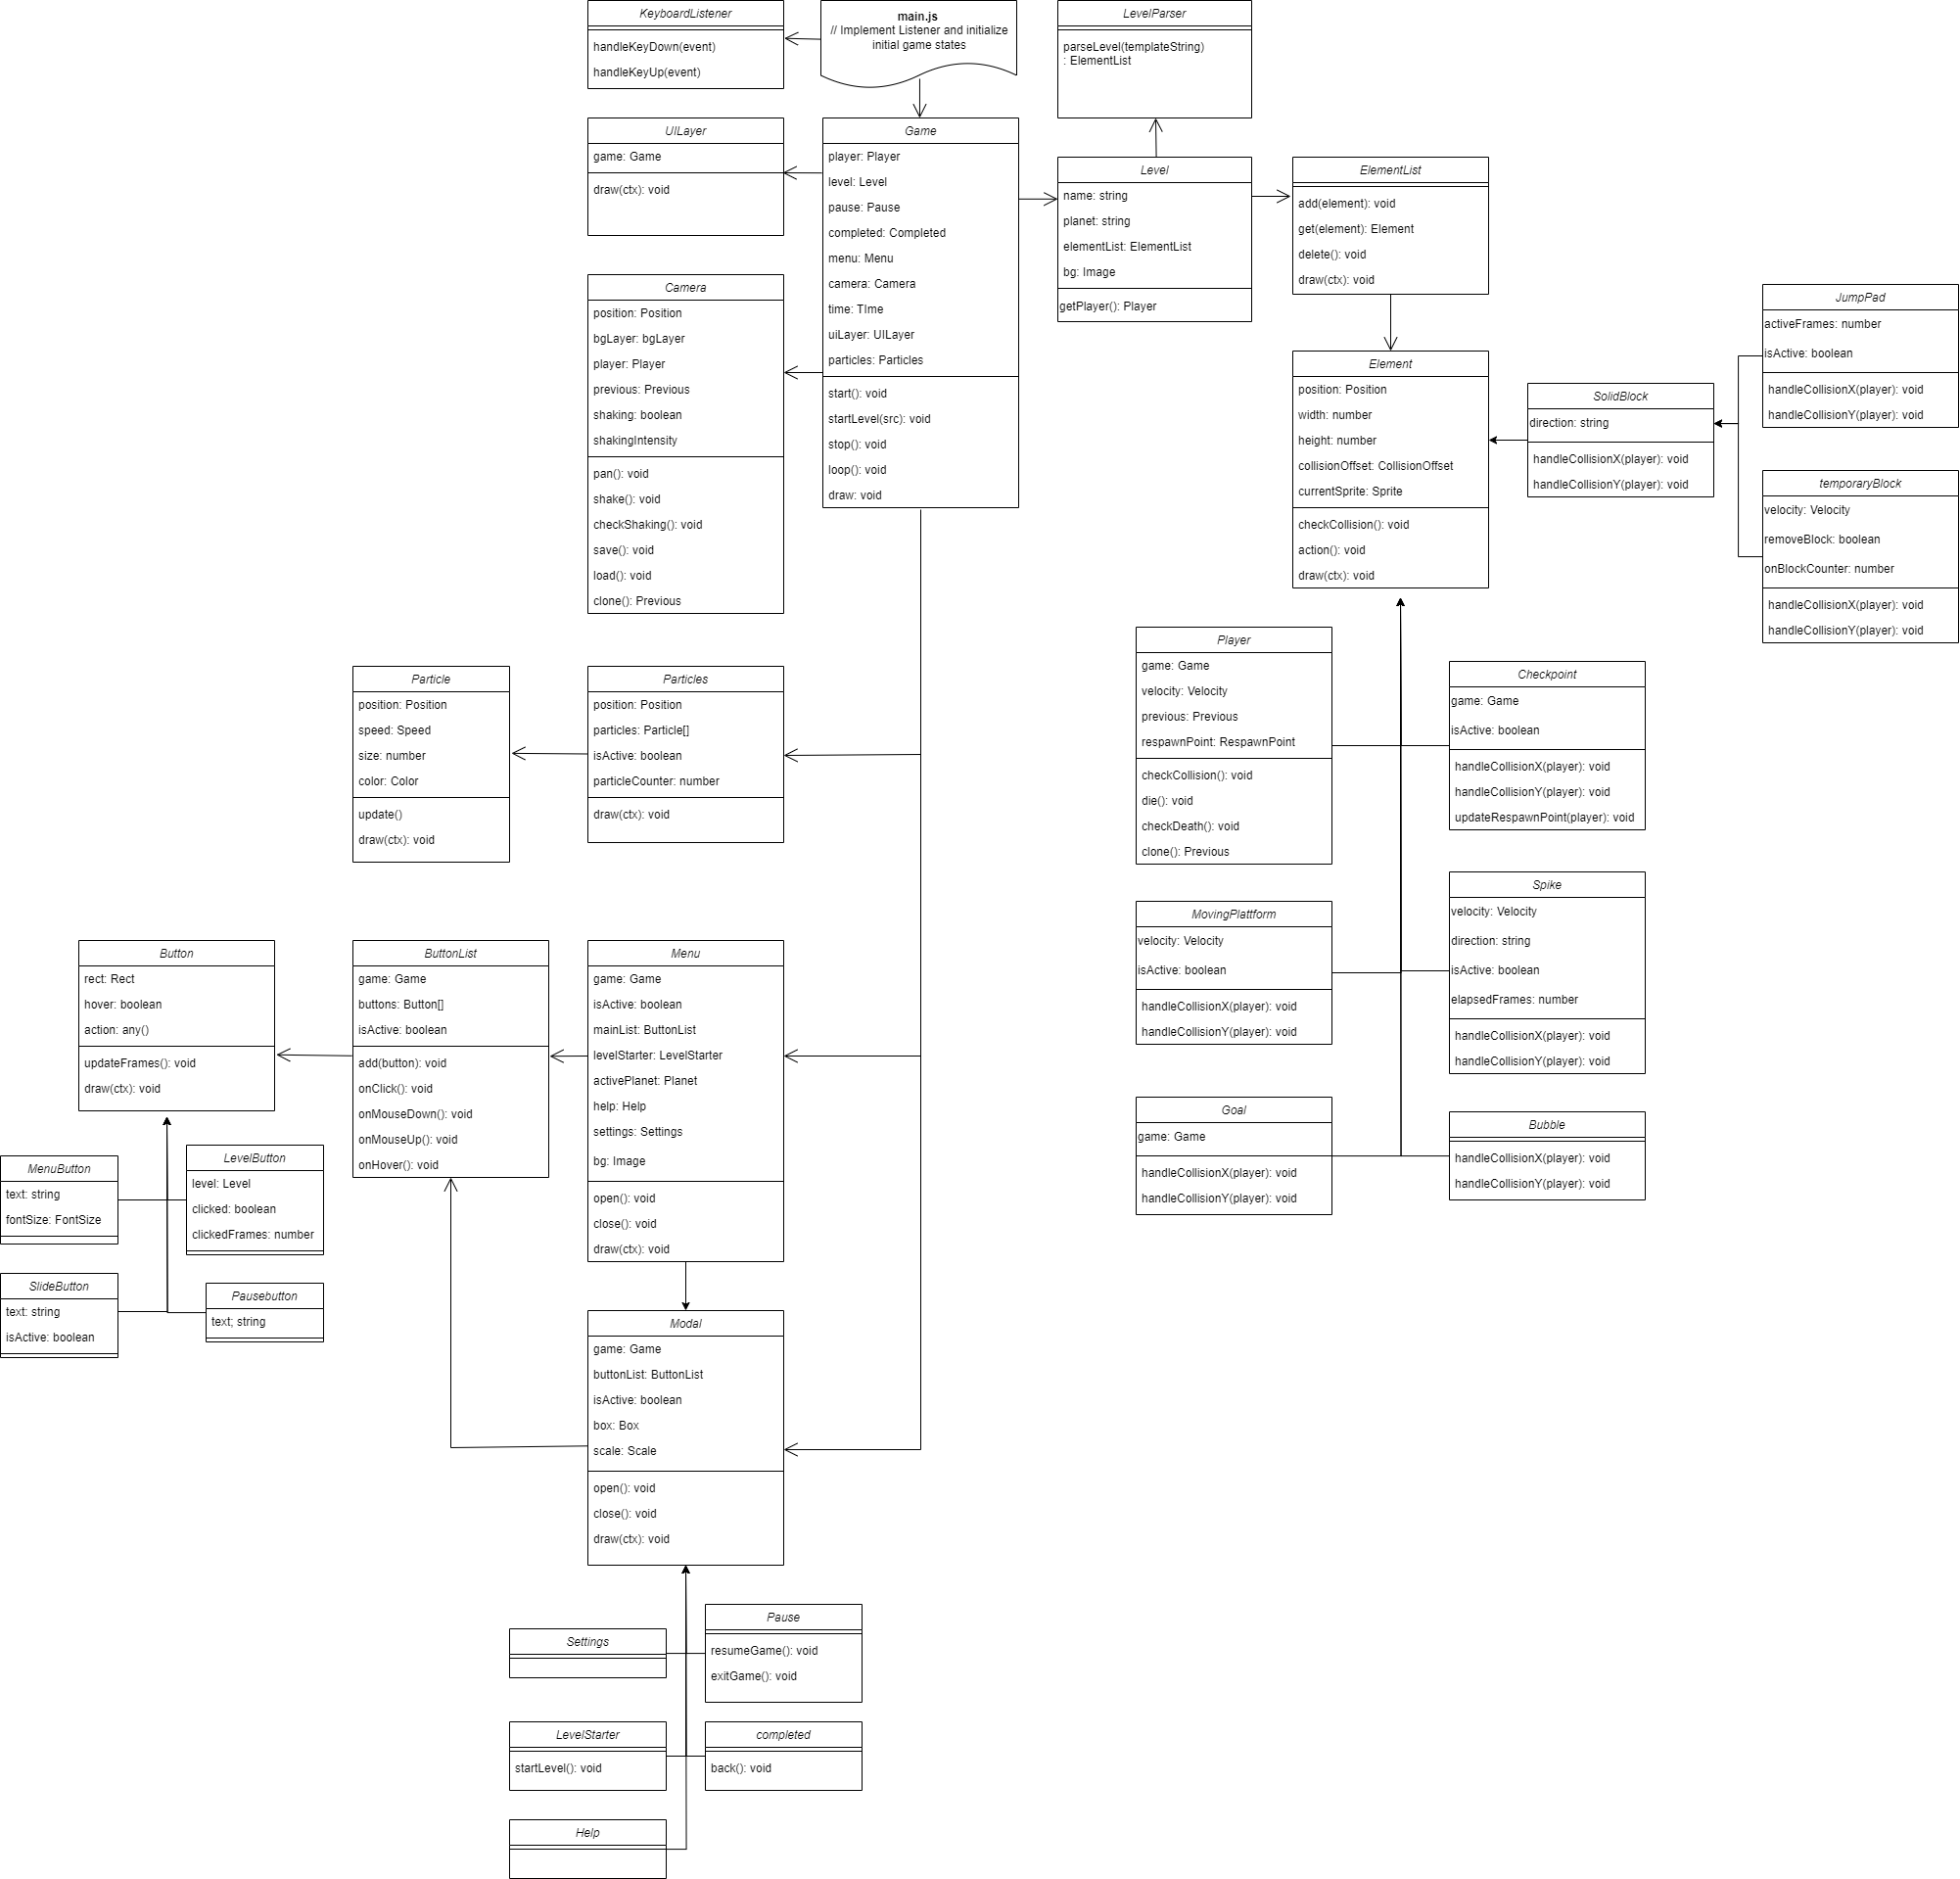 KeyboardListener
handleKeyDown(event)
handleKeyUp(event)
main.js
// Implement Listener and initialize
initial game states
LevelParser
parseLevel(templateString)
: ElementList
UILayer
game: Game
draw(ctx): void
Game
player: Player
level: Level
pause: Pause
completed: Completed
menu: Menu
camera: Camera
time: TIme
uiLayer: UILayer
particles: Particles
start(): void
startLevel(src): void
stop(): void
loop(): void
draw: void
Level
name: string
planet: string
elementList: ElementList
bg: Image
getPlayer(): Player
ElementList
add(element): void
get(element): Element
delete(): void
draw(ctx): void
Camera
position: Position
bgLayer: bgLayer
player: Player
previous: Previous
shaking: boolean
shakingIntensity
pan(): void
shake(): void
checkShaking(): void
save(): void
load(): void
clone(): Previous
Element
position: Position
width: number
height: number
collisionOffset: CollisionOffset
currentSprite: Sprite
checkCollision(): void
action(): void
draw(ctx): void
SolidBlock
direction: string
handleCollisionX(player): void
handleCollisionY(player): void
JumpPad
activeFrames: number
isActive: boolean
handleCollisionX(player): void
handleCollisionY(player): void
temporaryBlock
velocity: Velocity
removeBlock: boolean
onBlockCounter: number
handleCollisionX(player): void
handleCollisionY(player): void
Particle
position: Position
speed: Speed
size: number
color: Color
update()
draw(ctx): void
Particles
position: Position
particles: Particle[]
isActive: boolean
particleCounter: number
draw(ctx): void
Player
game: Game
velocity: Velocity
previous: Previous
respawnPoint: RespawnPoint
checkCollision(): void
die(): void
checkDeath(): void
clone(): Previous
Checkpoint
game: Game
isActive: boolean
handleCollisionX(player): void
handleCollisionY(player): void
updateRespawnPoint(player): void
MovingPlattform
velocity: Velocity
isActive: boolean
handleCollisionX(player): void
handleCollisionY(player): void
Spike
velocity: Velocity
direction: string
isActive: boolean
elapsedFrames: number
handleCollisionX(player): void
handleCollisionY(player): void
Goal
game: Game
handleCollisionX(player): void
handleCollisionY(player): void
Bubble
handleCollisionX(player): void
handleCollisionY(player): void
Button
rect: Rect
hover: boolean
action: any()
updateFrames(): void
draw(ctx): void
ButtonList
game: Game
buttons: Button[]
isActive: boolean
add(button): void
onClick(): void
onMouseDown(): void
onMouseUp(): void
onHover(): void
Menu
game: Game
isActive: boolean
mainList: ButtonList
levelStarter: LevelStarter
activePlanet: Planet
help: Help
settings: Settings
bg: Image
open(): void
close(): void
draw(ctx): void
MenuButton
text: string
fontSize: FontSize
LevelButton
level: Level
clicked: boolean
clickedFrames: number
SlideButton
text: string
isActive: boolean
Pausebutton
text; string
Modal
game: Game
buttonList: ButtonList
isActive: boolean
box: Box
scale: Scale
open(): void
close(): void
draw(ctx): void
Settings
Pause
resumeGame(): void
exitGame(): void
LevelStarter
startLevel(): void
completed
back(): void
Help